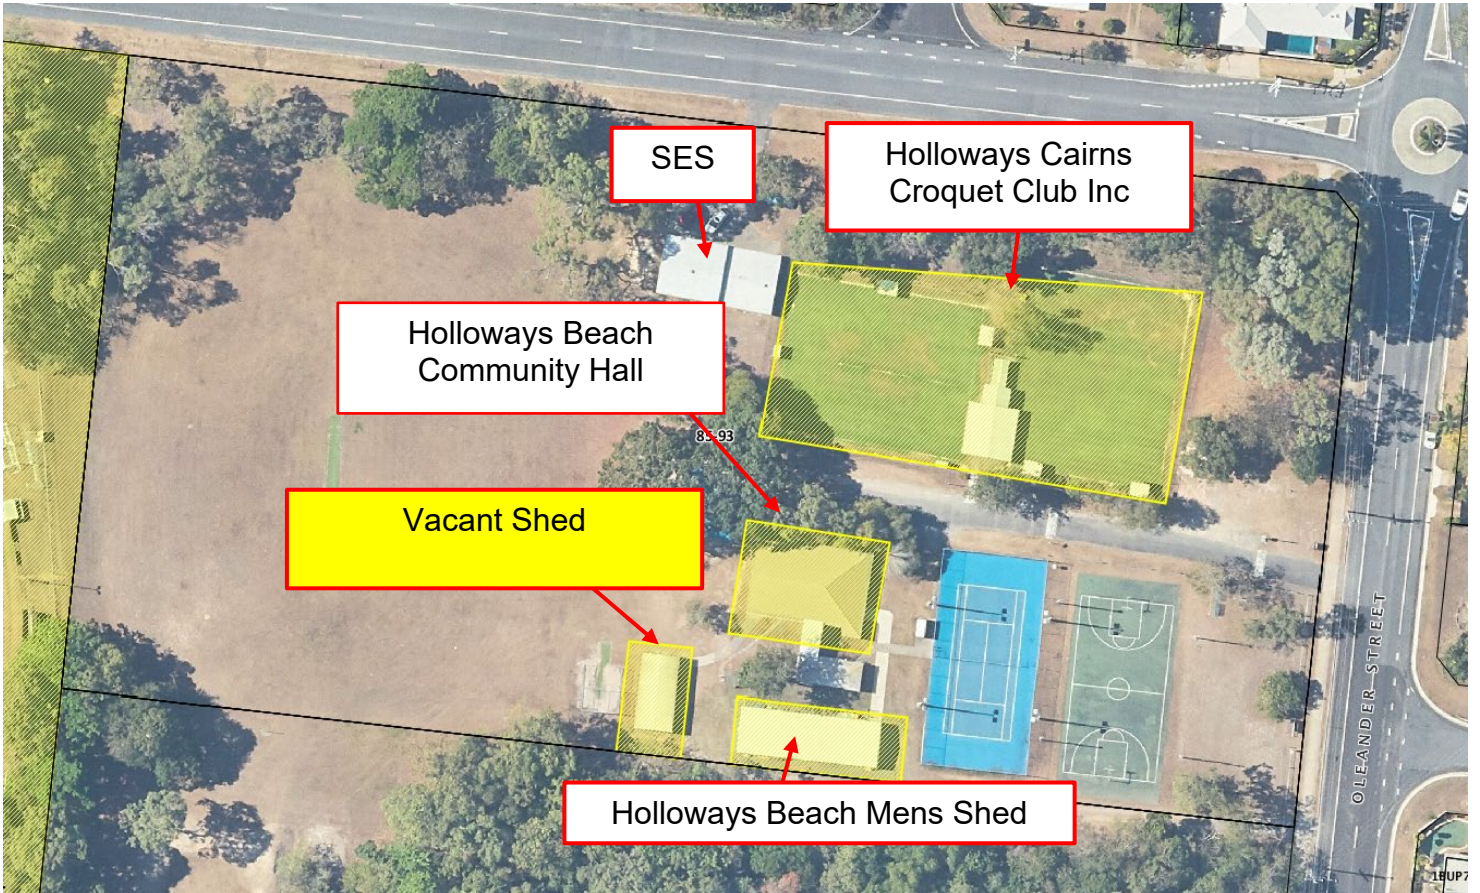 SES
Holloways Cairns
Croquet Club Inc
Holloways Beach
Community Hall
85-93
Vacant Shed
OLEANDER STREET
Holloways Beach Mens Shed